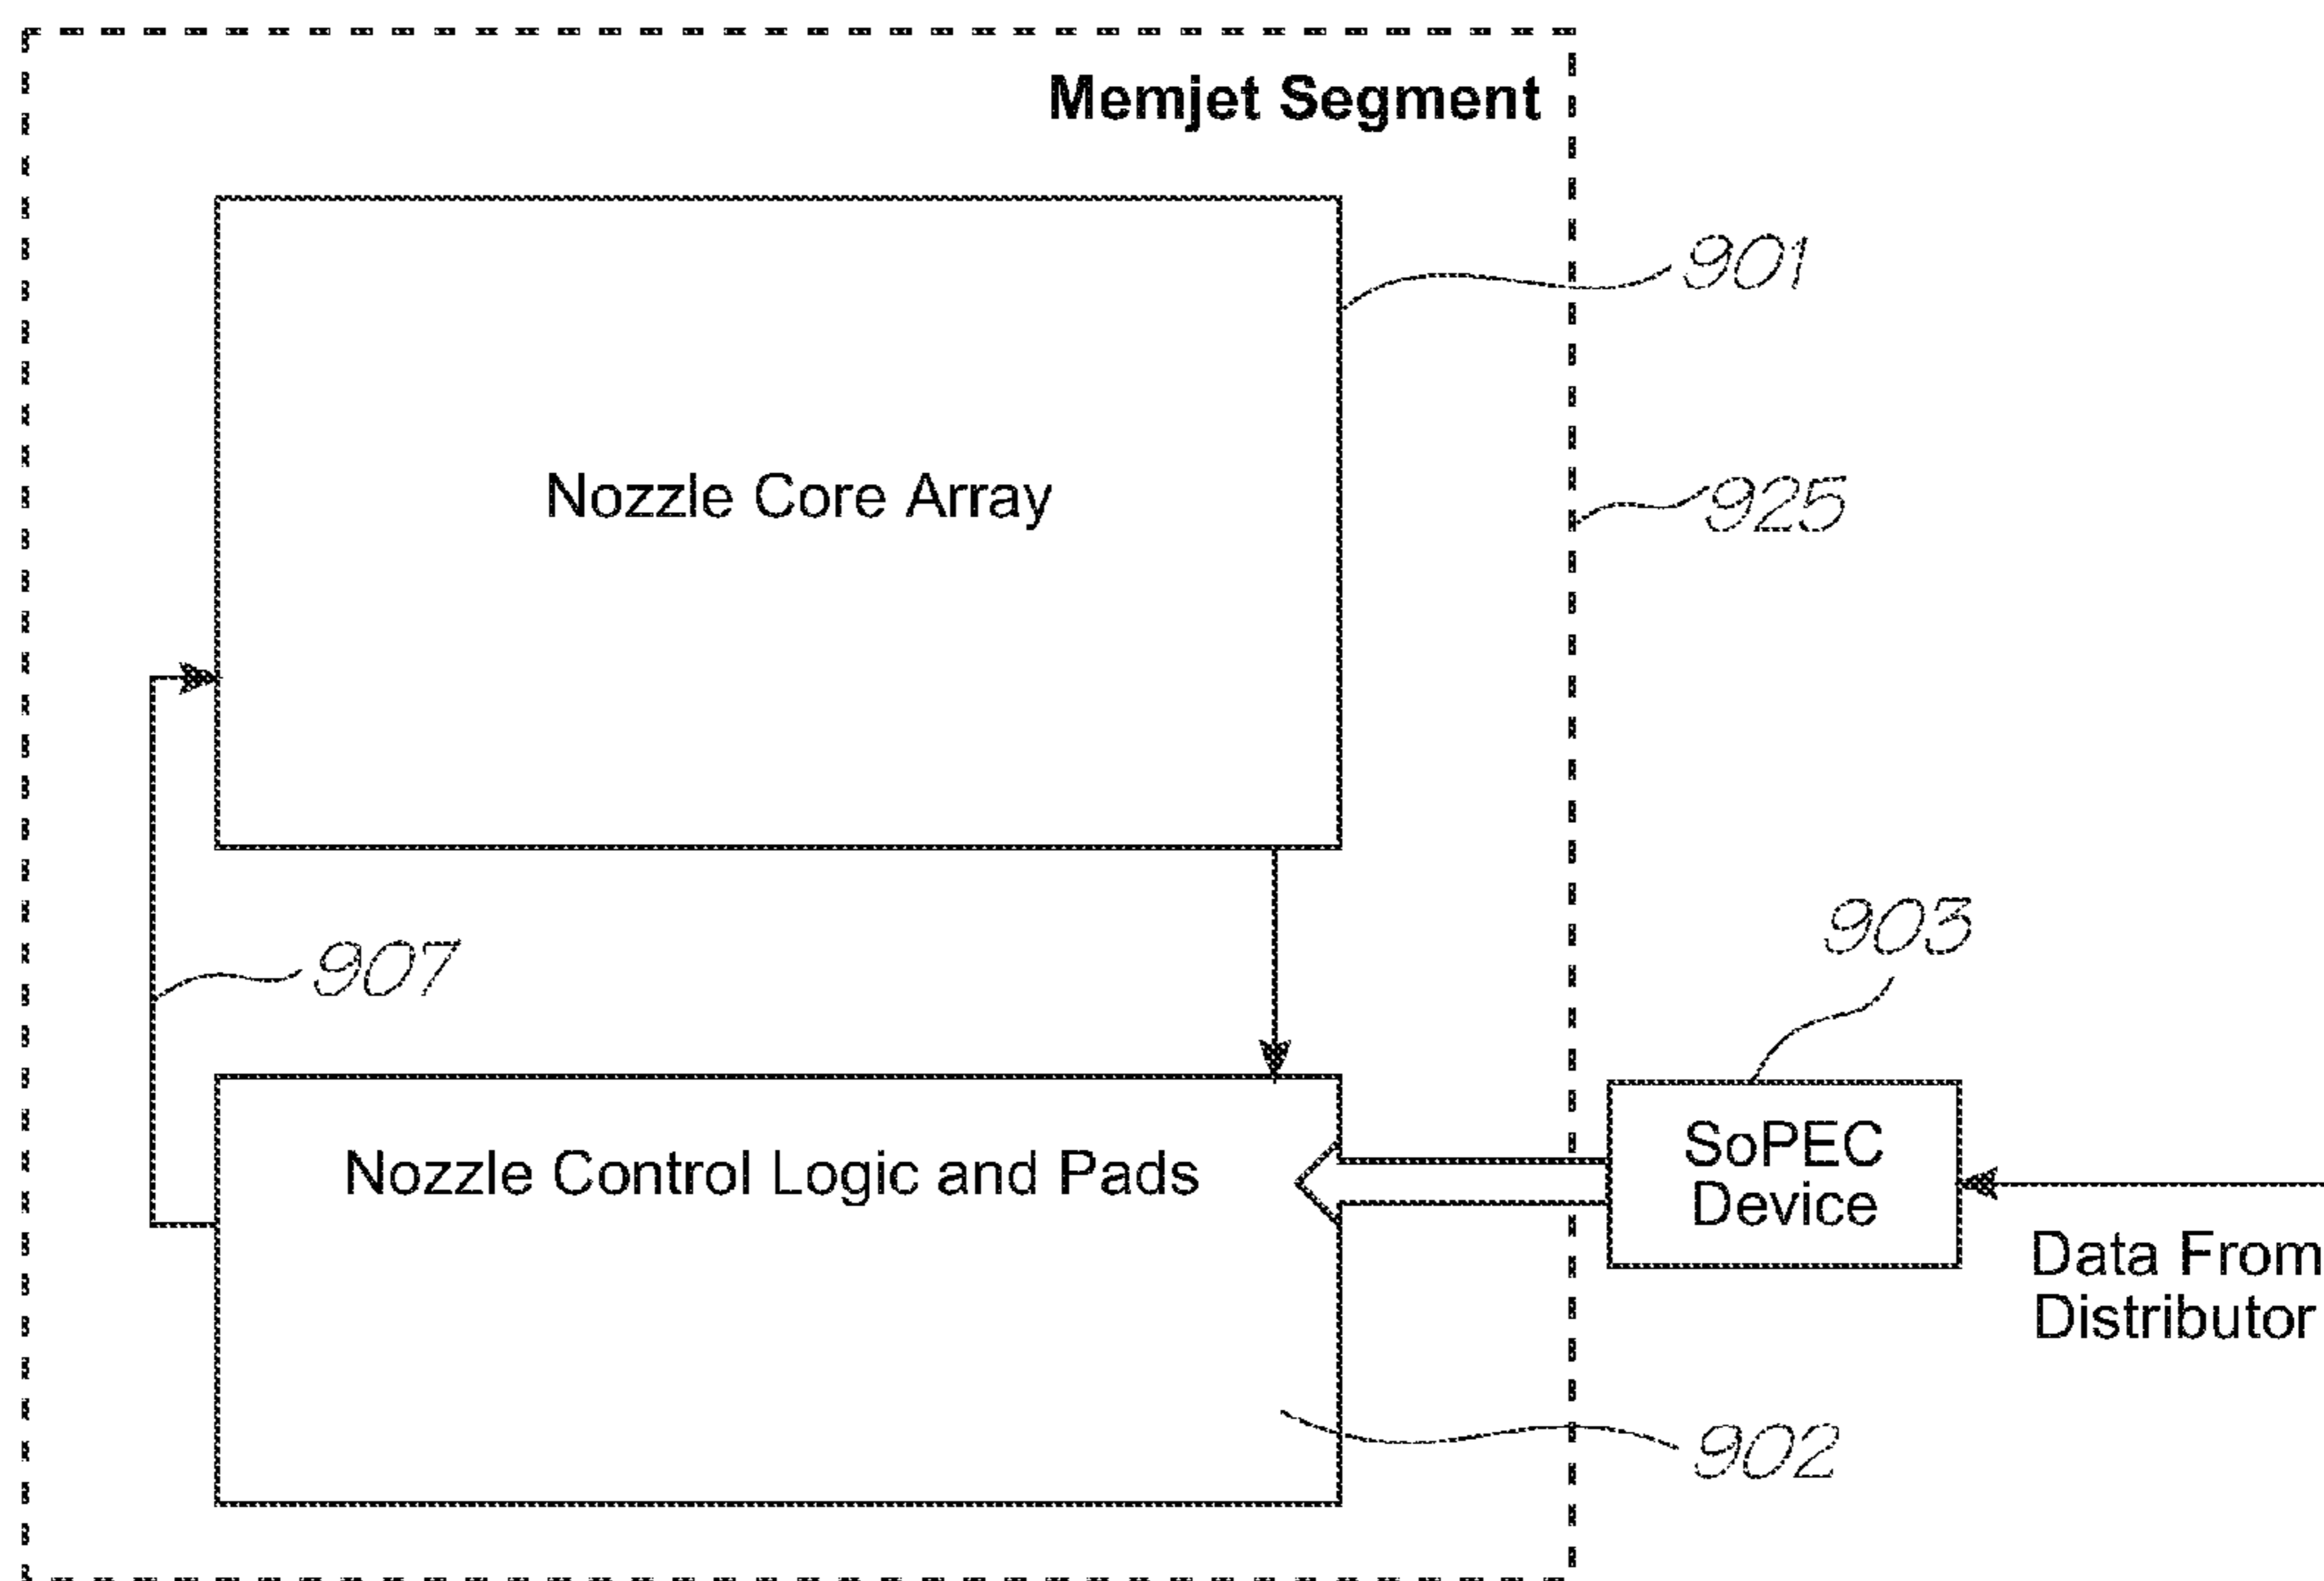 Memjet Segment
901
Nozzle Core Array
925
903
907
SoPEC
Device
Nozzle Control Logic and Pads
Data From
Distributor
902